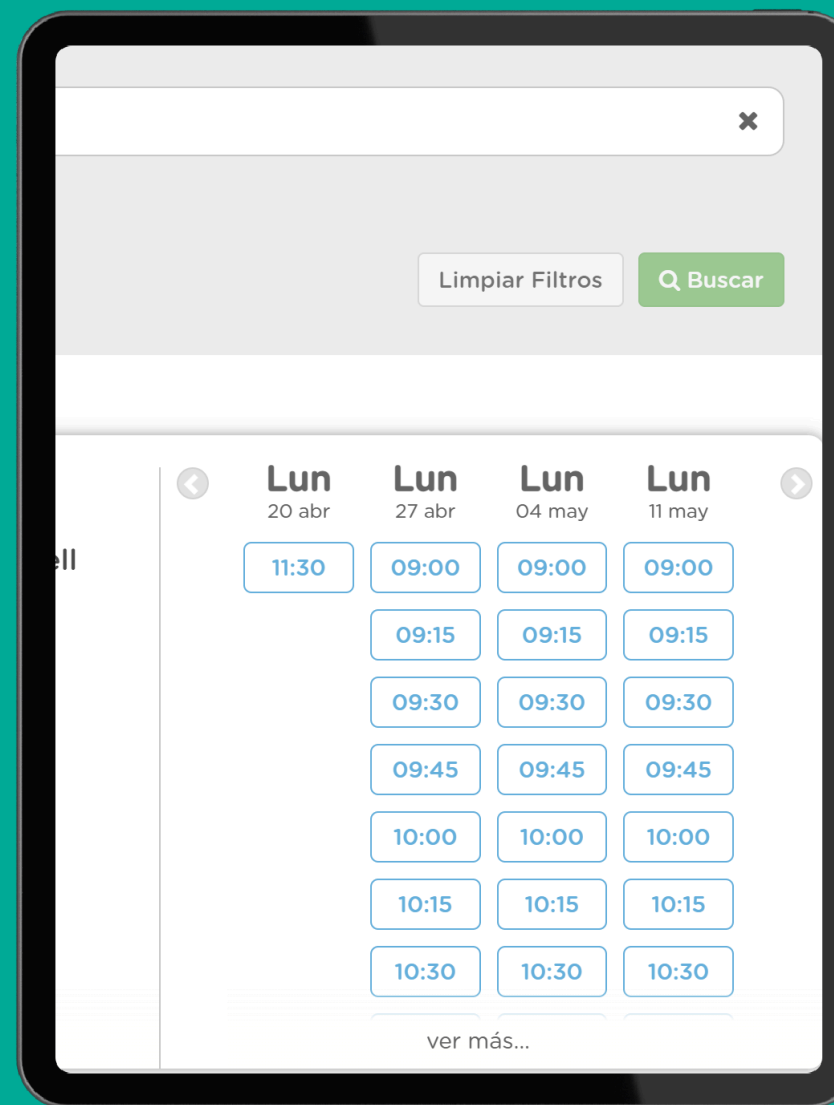 Limpiar Filtros Buscar
Lun Lun Lun Lun
20 abr 27 abr 04 may 11 may
ell
11:30 09:00 09:00 09:00
09:15 09:15 09:15
09:30 09:30 09:30
09:45 09:45 09:45
10:00 10:00 10:00
10:15 10:15 10:15
10:30 10:30 10:30
ver más...